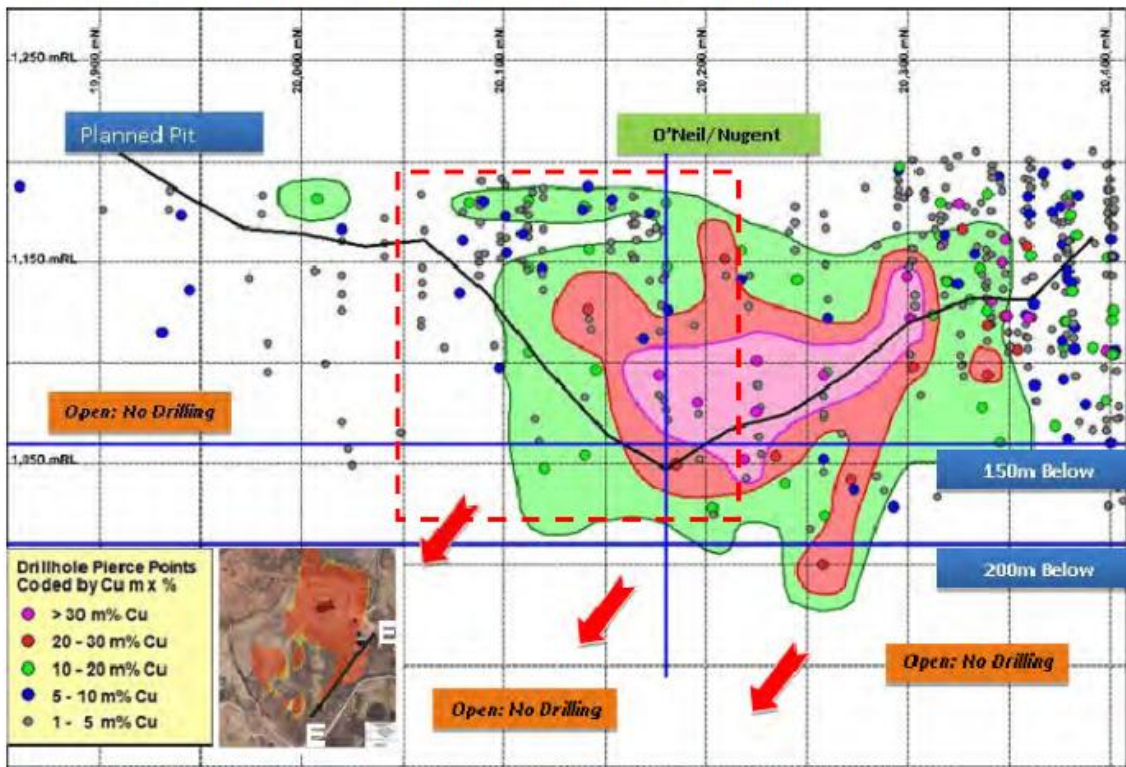 19,900 mN
20,000 mN
20,100 mN
20,200 mN
20,300 mN
20,400 mN
1,250 mRL
Planned Pit
O'Neil/Nugent
1,150 mRL
Open: No Drilling
1,050 mRL
150m Below
200m Below
Drillhole Pierce Points
Coded by Cu m x %
> 30 m% Cu
20 - 30 m% Cu
10 - 20 m% Cu
5 - 10 m% Cu
1 - 5 m% Cu
Open: No Drilling
Open: No Drilling